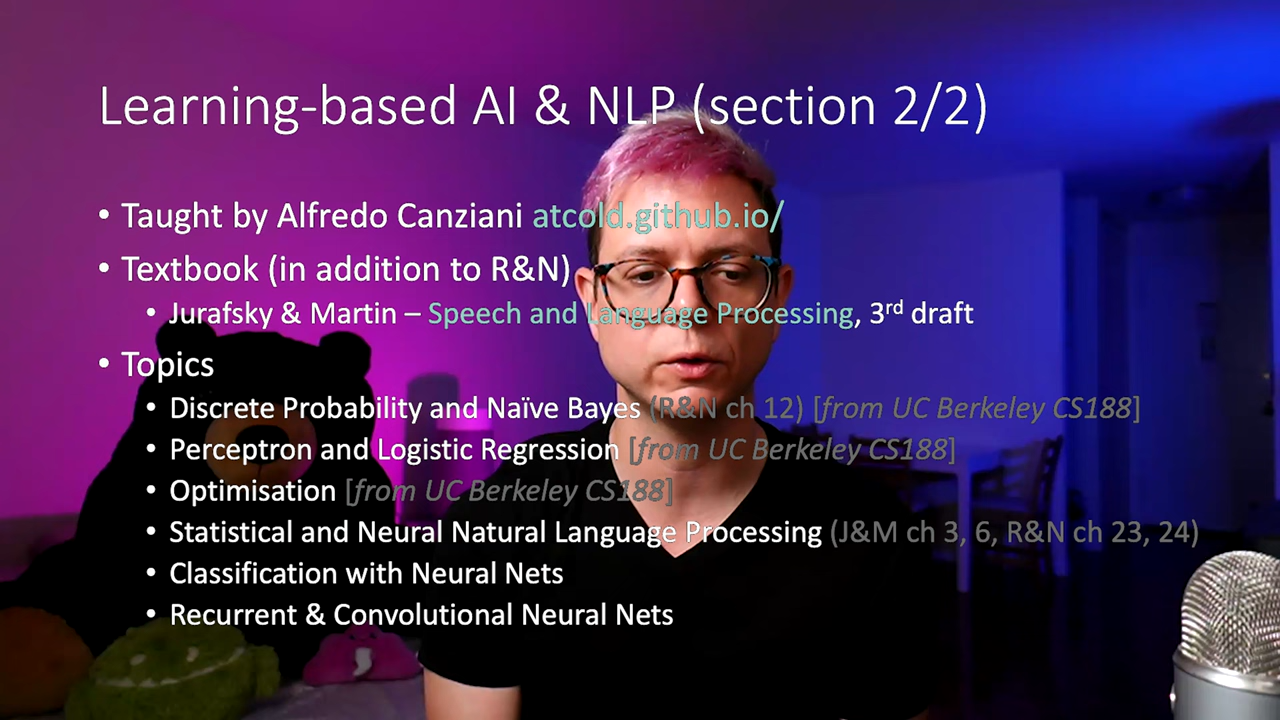 Learning-based AI & NLP (section 2/2)
• Taught by Alfredo Canziani atcold.github.io/
• Textbook (in addition to R&N)
• Jurafsky & Martin – Speech and Language Processing, 3rd draft
• Topics
• Discrete Probability and Naïve Bayes (R&N ch 12) [from UC Berkeley CS188]
• Perceptron and Logistic Regression [from UC Berkeley CS188]
• Optimisation [from UC Berkeley CS188]
• Statistical and Neural Natural Language Processing (J&M ch 3, 6, R&N ch 23, 24)
• Classification with Neural Nets
• Recurrent & Convolutional Neural Nets